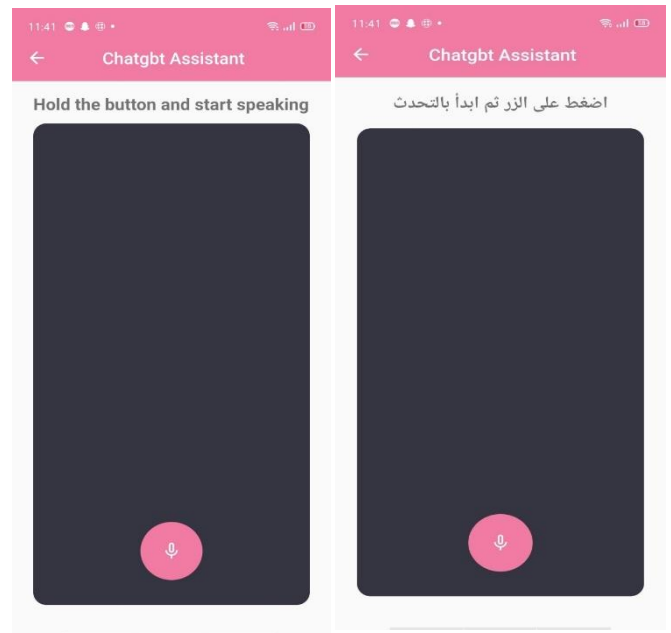 11:41
Chatgbt Assistant
Hold the button and start speaking
11:41
Chatgbt Assistant
اضغط على الزر ثم ابدأ بالتحدث